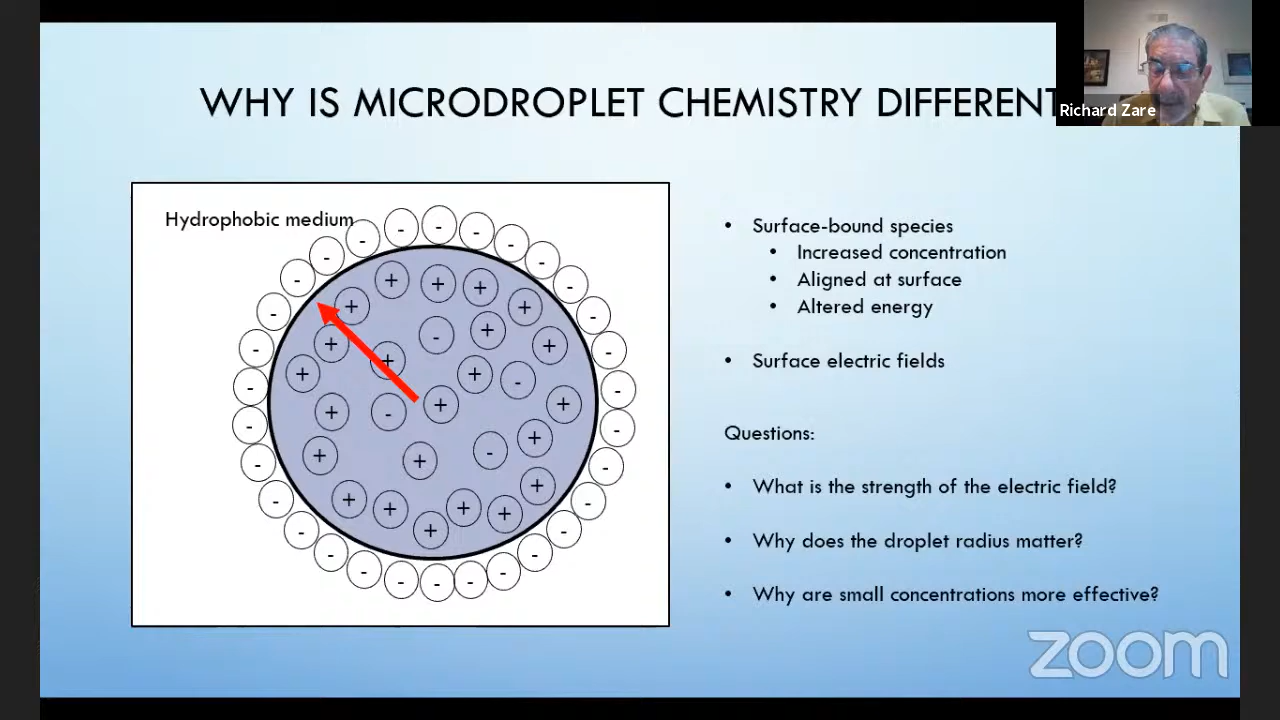 WHY IS MICRODROPLET CHEMISTRY DIFFERENT
Richard Zare
Hydrophobic medium
• Surface-bound species
• Increased concentration
• Aligned at surface
• Altered energy
• Surface electric fields
Questions:
• What is the strength of the electric field?
• Why does the droplet radius matter?
• Why are small concentrations more effective?
zoom